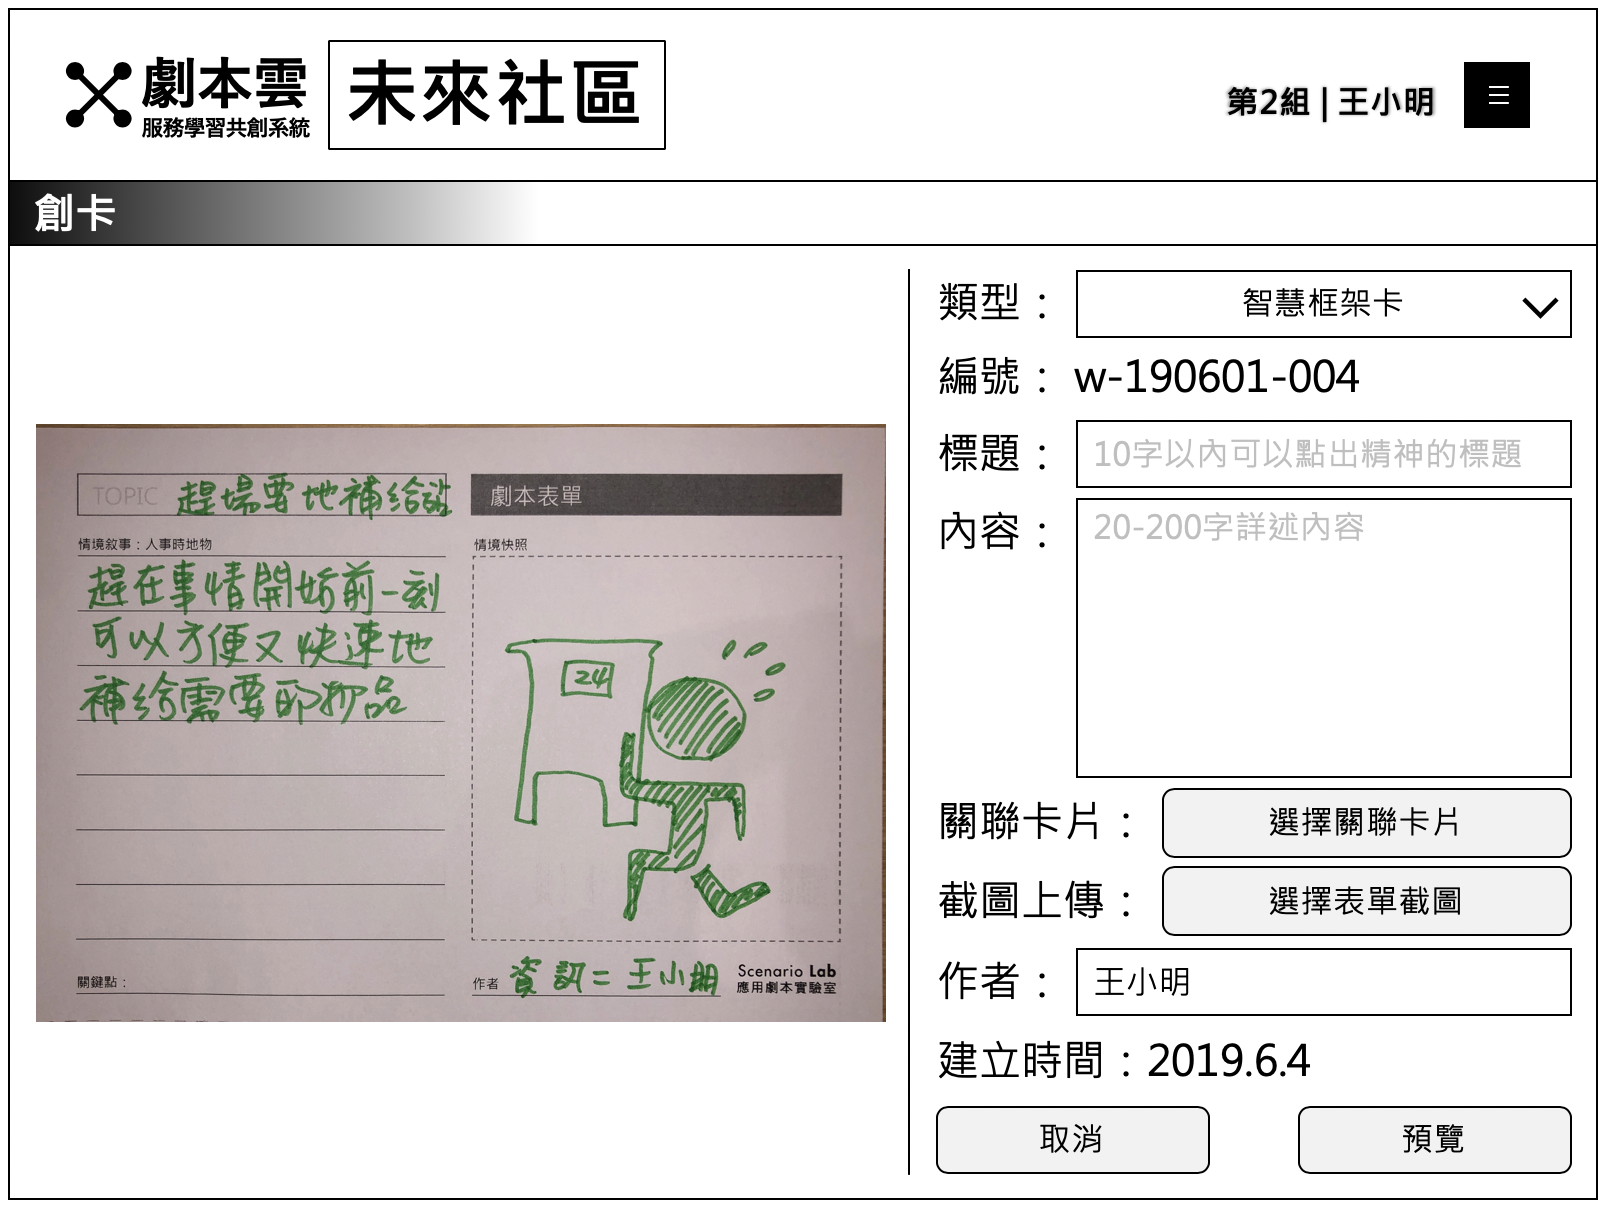 劇本雲
服務學習共創系統
未來社區
第2組 | 王小明
創卡
TOPIC 趕場要地補給站
劇本表單
情境敘事：人事時地物
情境快照
趕在事情開始前一刻
可以方便又快速地
補給需要的物品
24
關鍵點：
作者 資訊二 王小明
Scenario Lab
應用劇本實驗室
類型： 智慧框架卡
編號： w-190601-004
標題： 10字以內可以點出精神的標題
內容： 20-200字詳述內容
關聯卡片： 選擇關聯卡片
截圖上傳： 選擇表單截圖
作者： 王小明
建立時間：2019.6.4
取消 預覽